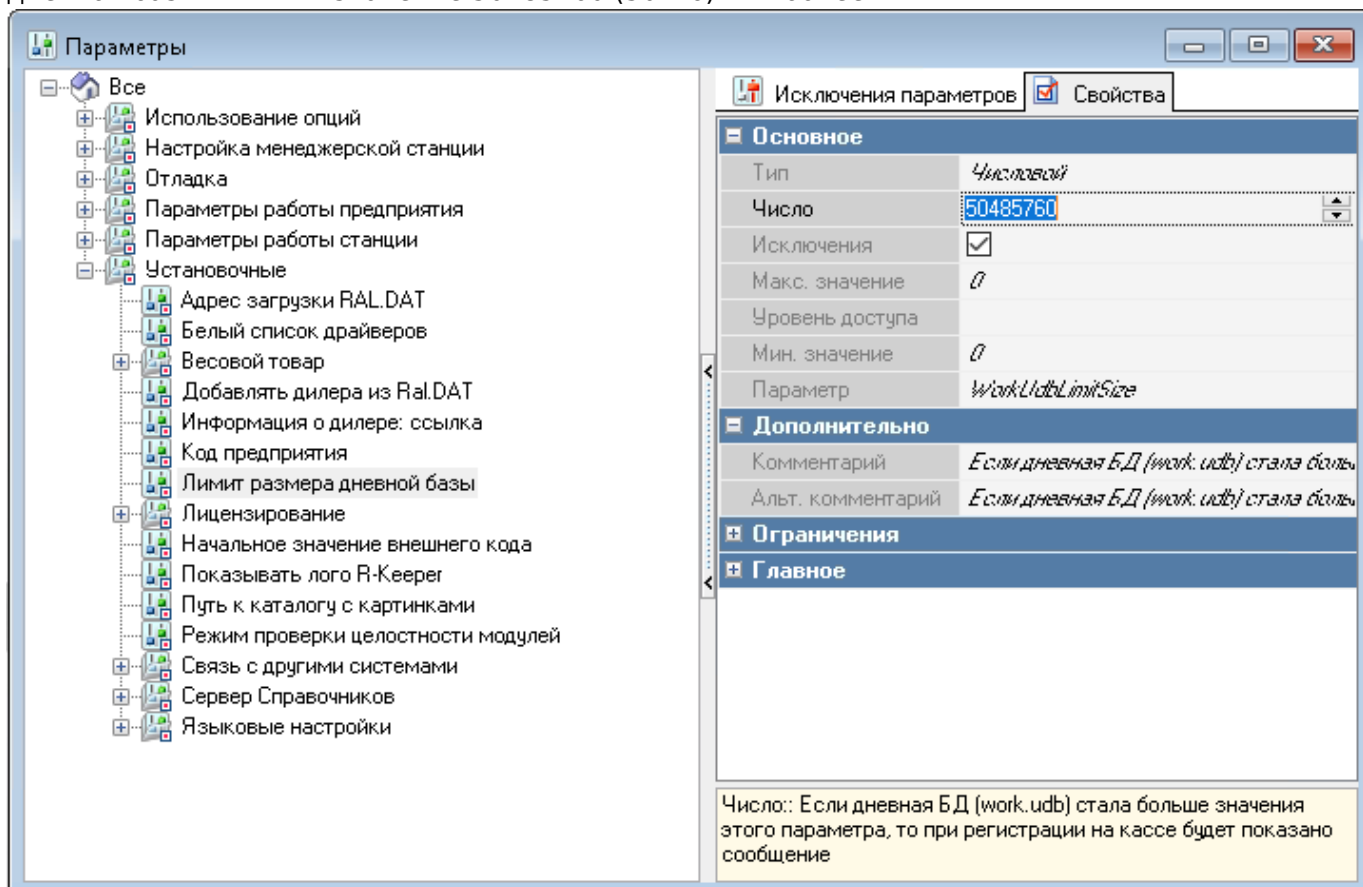 Параметры
Все
Использование опций
Настройка менеджерской станции
Отладка
Параметры работы предприятия
Параметры работы станции
Установочные
Адрес загрузки RAL.DAT
Белый список драйверов
Весовой товар
Добавлять дилера из Ral.DAT
Информация о дилере: ссылка
Код предприятия
Лимит размера дневной базы
Лицензирование
Начальное значение внешнего кода
Показывать лого R-Keeper
Путь к каталогу с картинками
Режим проверки целостности модулей
Связь с другими системами
Сервер Справочников
Языковые настройки
Исключения параметров Свойства
Основное
Тип Числовой
Число 50485760
Исключения
Макс. значение 0
Уровень доступа
Мин. значение 0
Параметр WorkUdbLimitSize
Дополнительно
Комментарий Если дневная БД (work.udb) стала
Альт. комментарий Если дневная БД (work.udb) стала
Ограничения
Главное
Число:: Если дневная БД (work.udb) стала больше значения
этого параметра, то при регистрации на кассе будет показано
сообщение